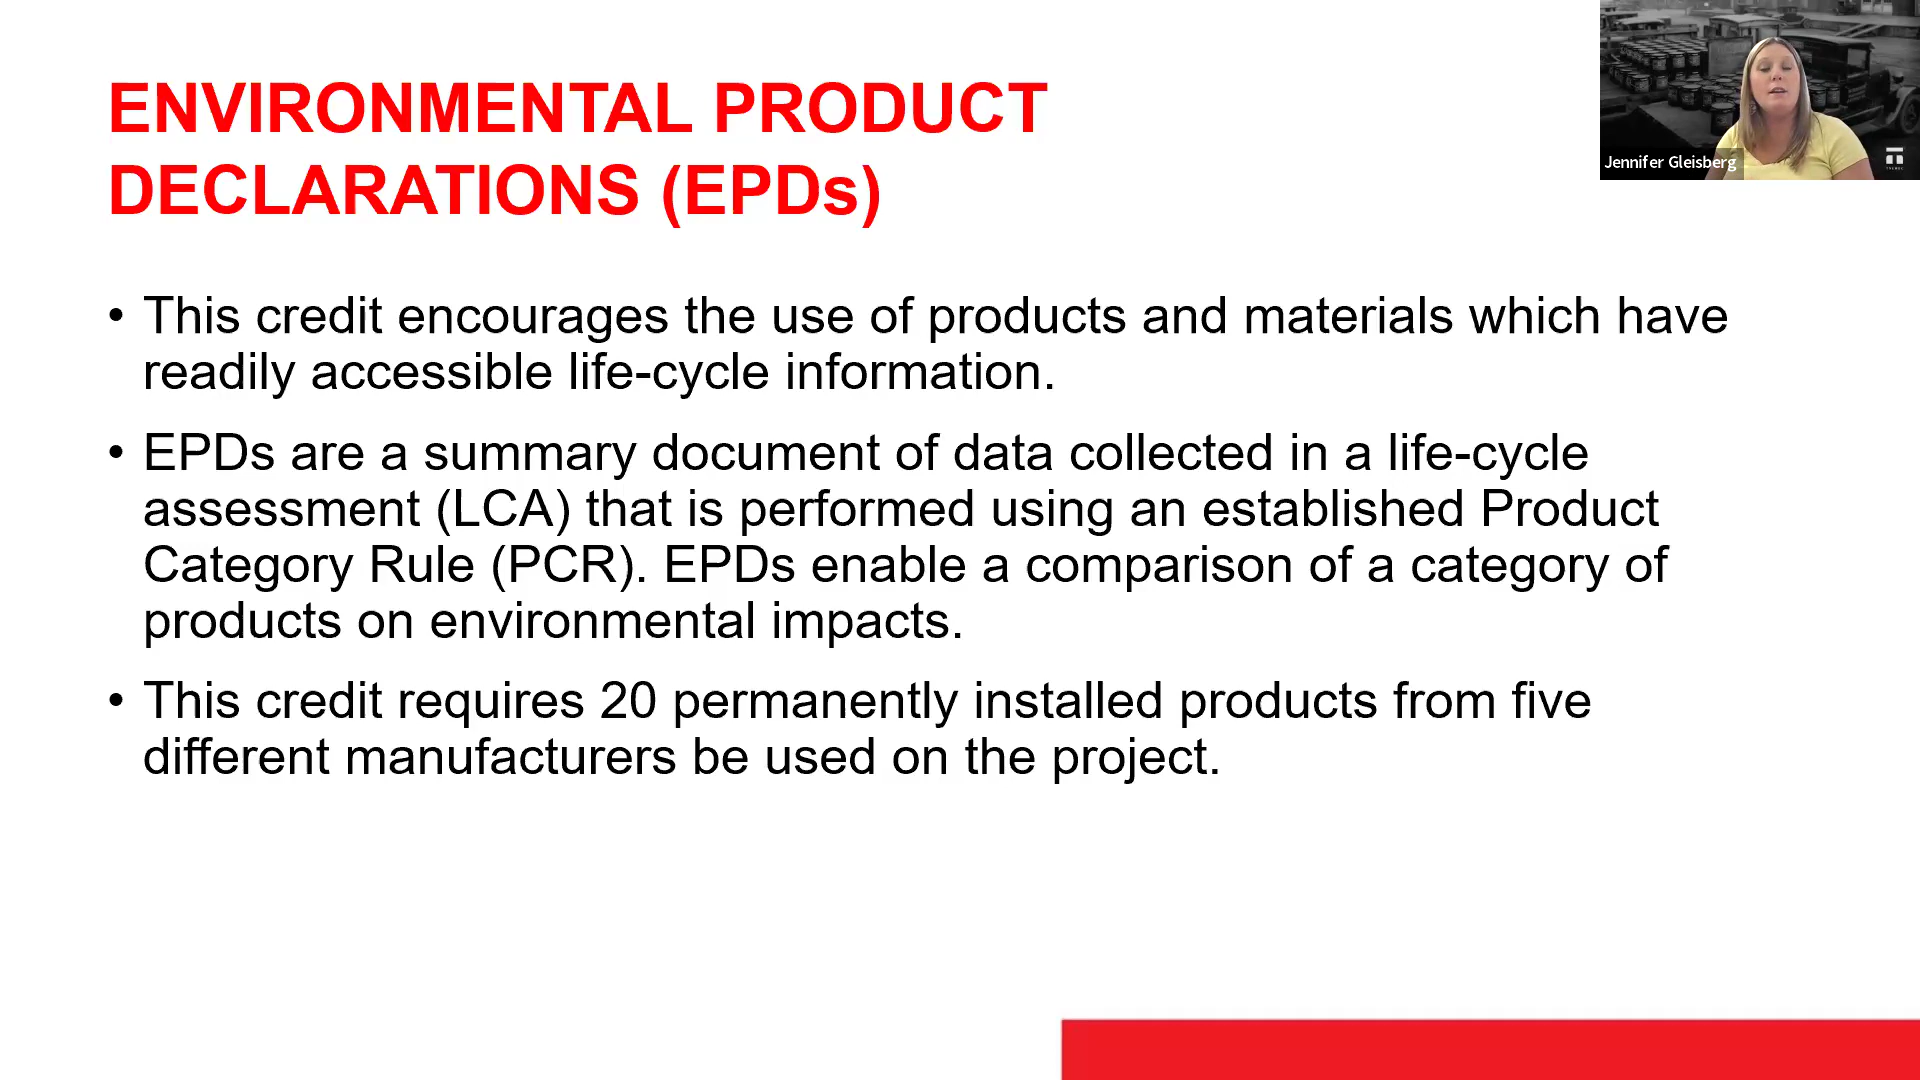 ENVIRONMENTAL PRODUCT
DECLARATIONS (EPDs)
Jennifer Gleisberg
• This credit encourages the use of products and materials which have
readily accessible life-cycle information.
• EPDs are a summary document of data collected in a life-cycle
assessment (LCA) that is performed using an established Product
Category Rule (PCR). EPDs enable a comparison of a category of
products on environmental impacts.
• This credit requires 20 permanently installed products from five
different manufacturers be used on the project.